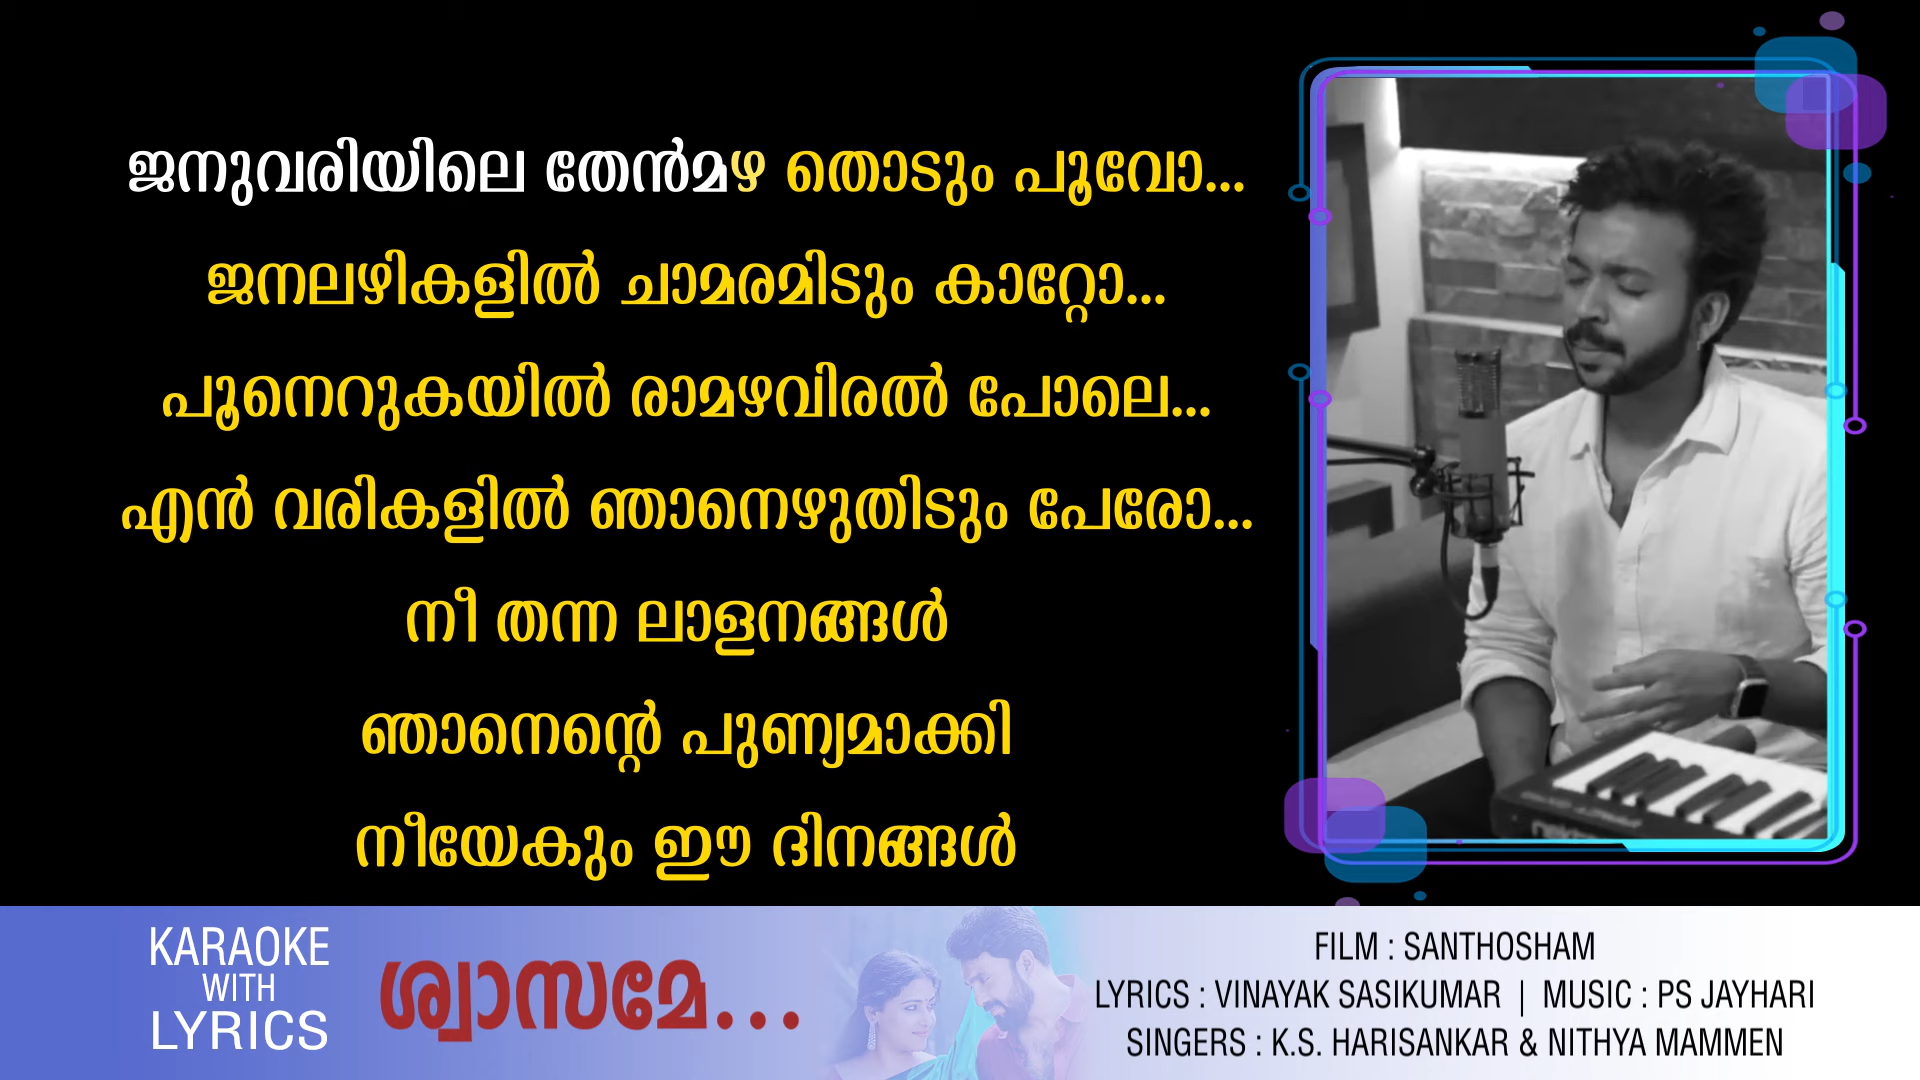 ജനുവരിയിലെ തേൻമഴ തൊടും പൂവോ...
ജനലഴികളിൽ ചാമരമിടും കാറ്റോ...
പൂനെറുകയിൽ രാമഴവിരൽ പോലെ...
എൻ വരികളിൽ ഞാനെഴുതിടും പേരോ...
നീ തന്ന ലാളനങ്ങൾ
ഞാനെന്റെ പുണ്യമാക്കി
നീയേകും ഈ ദിനങ്ങൾ
KARAOKE
WITH
LYRICS
ശ്വാസമേ...
FILM : SANTHOSHAM
LYRICS : VINAYAK SASIKUMAR | MUSIC : PS JAYHARI
SINGERS : K.S. HARISANKAR & NITHYA MAMMEN